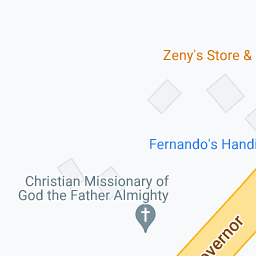 Zeny's Store &
Fernando's Handi
Christian Missionary of
God the Father Almighty
overnor